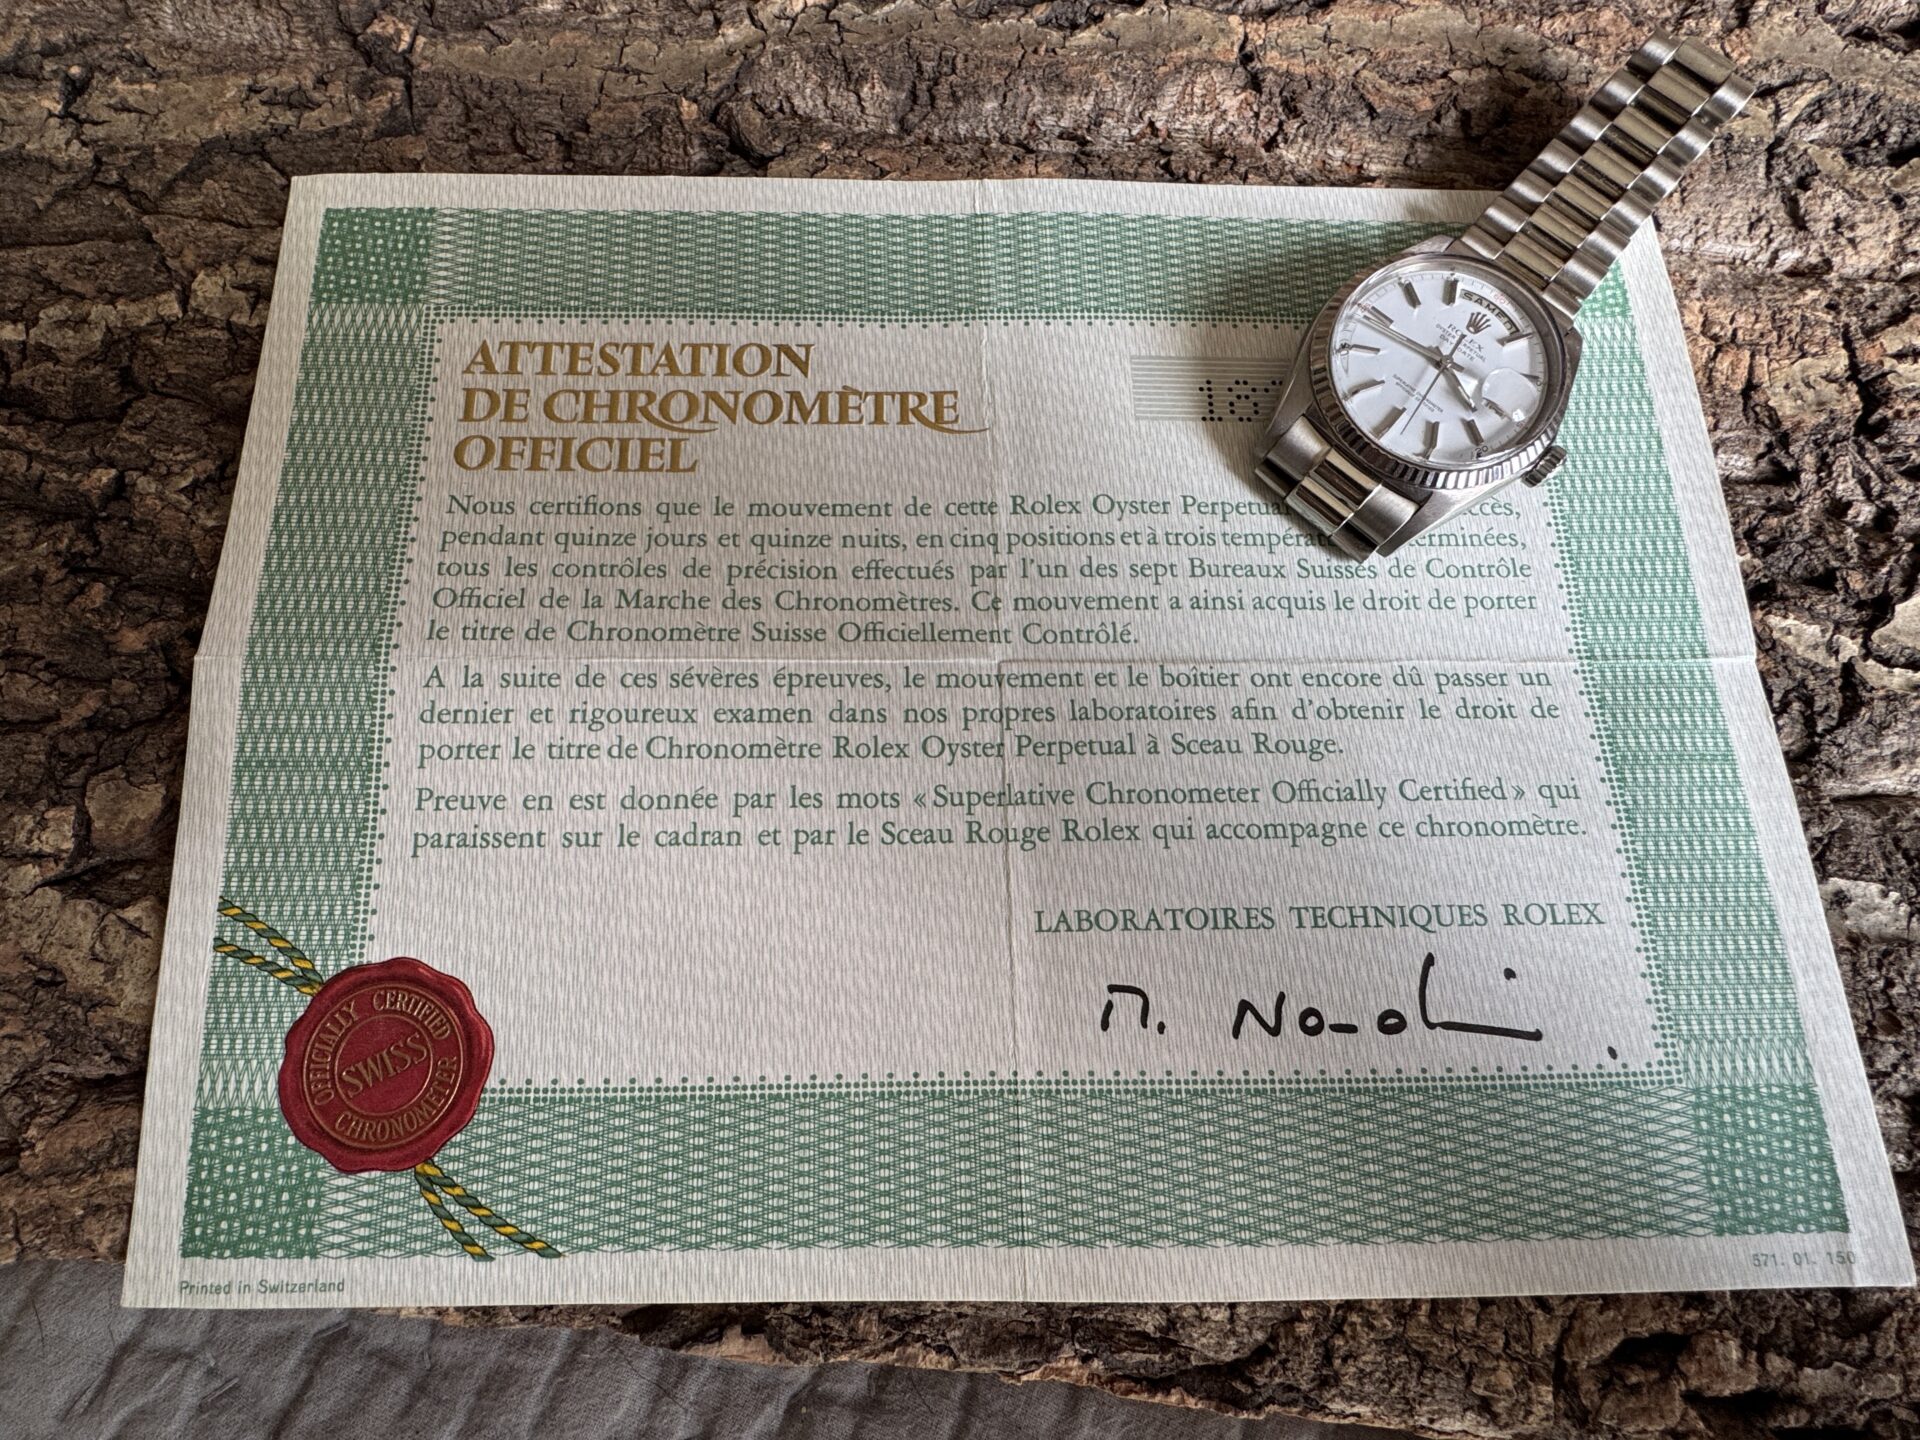 ATTESTATION
DE CHRONOMÈTRE
OFFICIEL
SAMEDI
ROLEX
OYSTER PERPETUAL
DAY-DATE
Nous certifions que le mouvement de cette Rolex Oyster Perpetual
pendant quinze jours et quinze nuits, en cinq positions et à trois
tous les contrôles de précision effectués par l'un des sept Bureaux Suisses de Contrôle
Officiel de la Marche des Chronomètres. Ce mouvement a ainsi acquis le droit de porter
le titre de Chronomètre Suisse Officiellement Contrôlé.
A la suite de ces sévères épreuves, le mouvement et le boîtier ont encore dû passer un
dernier et rigoureux examen dans nos propres laboratoires afin d'obtenir le droit de
porter le titre de Chronomètre Rolex Oyster Perpetual à Sceau Rouge.
Preuve en est donnée par les mots « Superlative Chronometer Officially Certified » qui
paraissent sur le cadran et par le Sceau Rouge Rolex qui accompagne ce chronomètre.
LABORATOIRES TECHNIQUES ROLEX
OFFICIALLY CERTIFIED
SWISS
CHRONOMETER
Printed in Switzerland
571. 01. 150